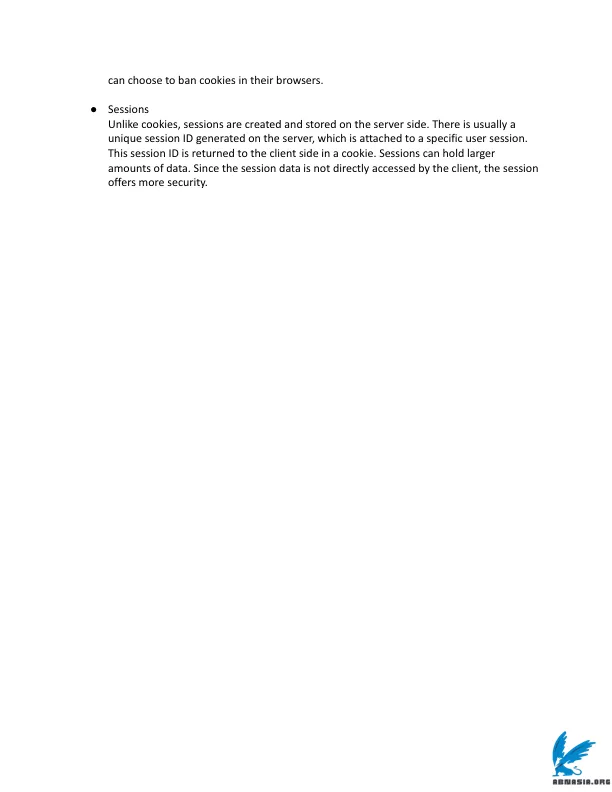 can choose to ban cookies in their browsers.
● Sessions
Unlike cookies, sessions are created and stored on the server side. There is usually a
unique session ID generated on the server, which is attached to a specific user session.
This session ID is returned to the client side in a cookie. Sessions can hold larger
amounts of data. Since the session data is not directly accessed by the client, the session
offers more security.
ABNASIA.ORG